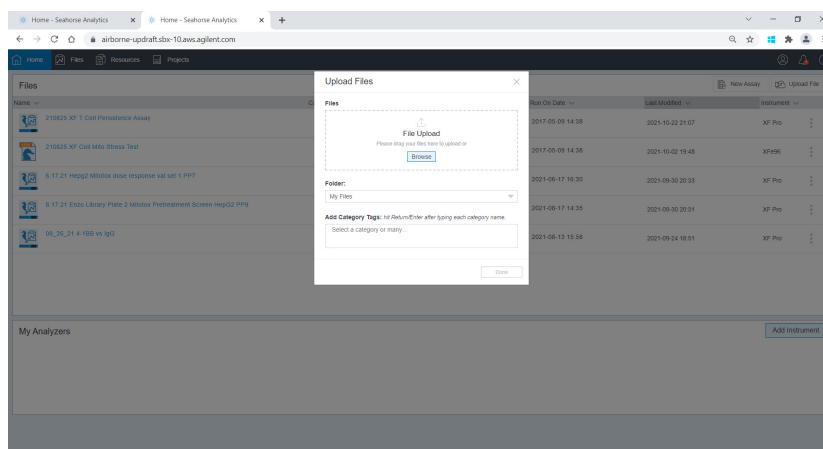 Home - Seahorse Analytics
Home - Seahorse Analytics
airborne-updraft.sbx-10.aws.agilent.com
Home Files Resources Projects
Files
New Assay Upload File
Name
Run On Date Last Modified Instrument
210825 XF T Cell Persistence Assay
2017-05-09 14:38 2021-10-22 21:07 XF Pro
210825 XF Cell Mito Stress Test
2017-05-09 14:38 2021-10-02 19:48 XFe96
6.17.21 Hepg2 Mitotox dose response val set 1 PP7
2021-06-17 16:30 2021-09-30 20:33 XF Pro
6.17.21 Enzo Library Plate 2 Mitotox Pretreatment Screen HepG2 PP9
2021-06-17 14:35 2021-09-30 20:31 XF Pro
08_26_21 4-1BB vs IgG
2021-08-13 15:56 2021-09-24 18:51 XF Pro
Upload Files
Files
File Upload
Please drag your files here to upload or
Browse
Folder:
My Files
Add Category Tags: hit Return/Enter after typing each category name.
Select a category or many...
Done
My Analyzers
Add Instrument